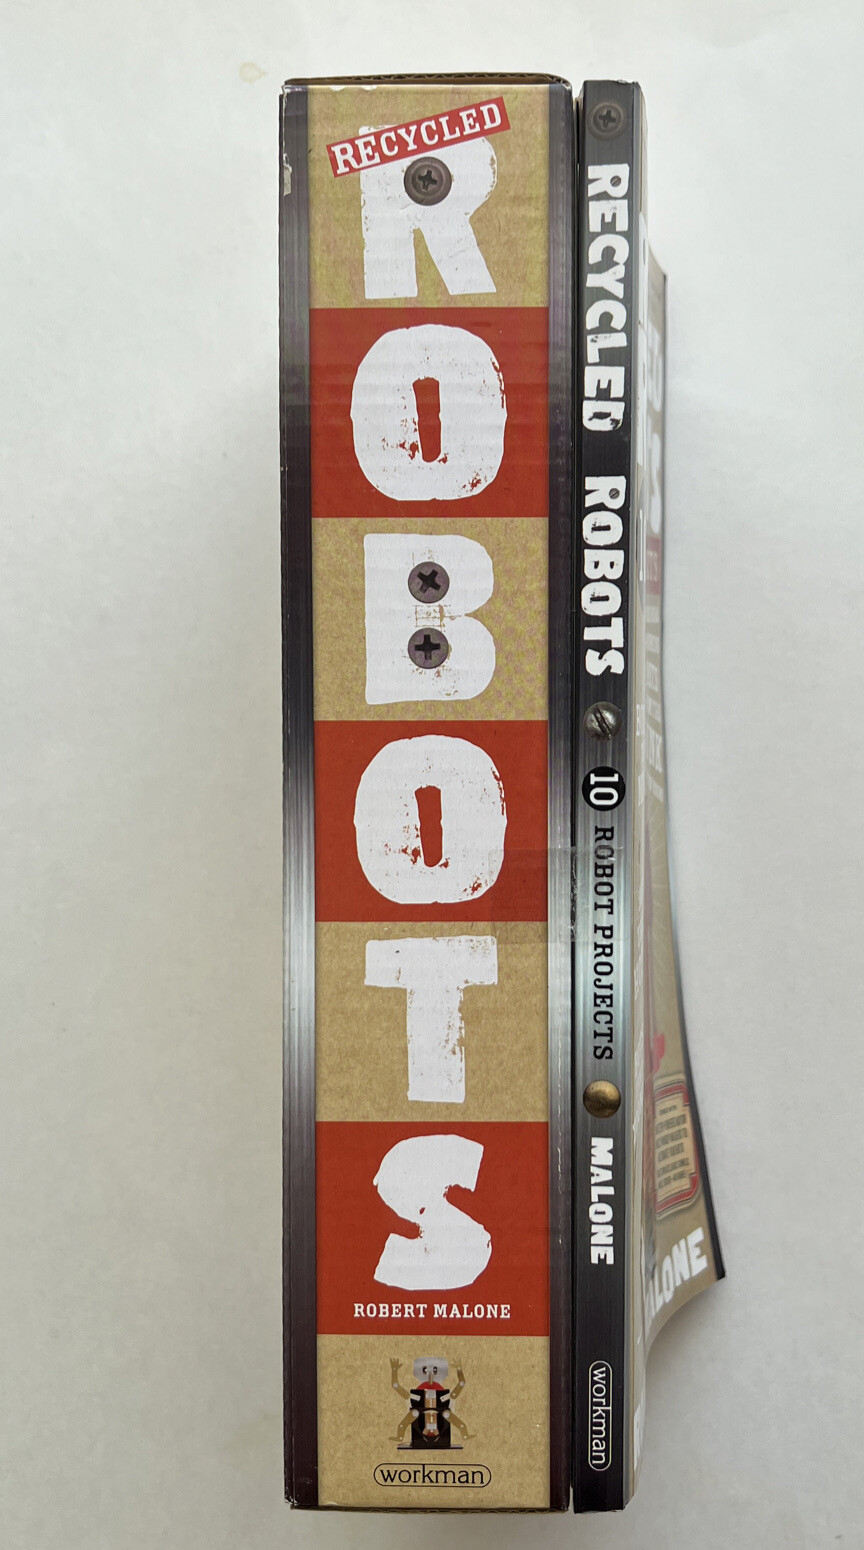 RECYCLED
ROBOTS
ROBERT MALONE
workman
RECYCLED ROBOTS
10 ROBOT PROJECTS
MALONE
workman
MALONE